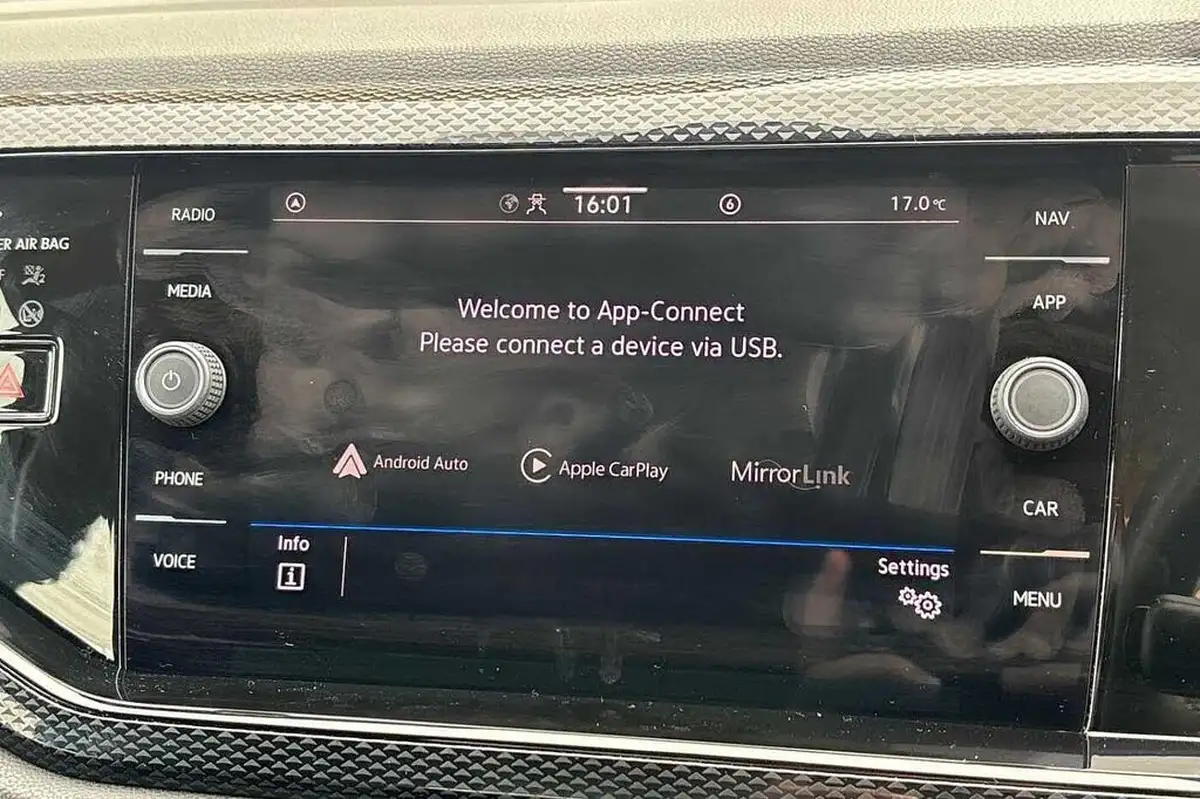 RADIO
MEDIA
PHONE
VOICE
AIR BAG
16:01
6
17.0°C
Welcome to App-Connect
Please connect a device via USB.
Android Auto
Apple CarPlay
MirrorLink
Info
i
Settings
NAV
APP
CAR
MENU